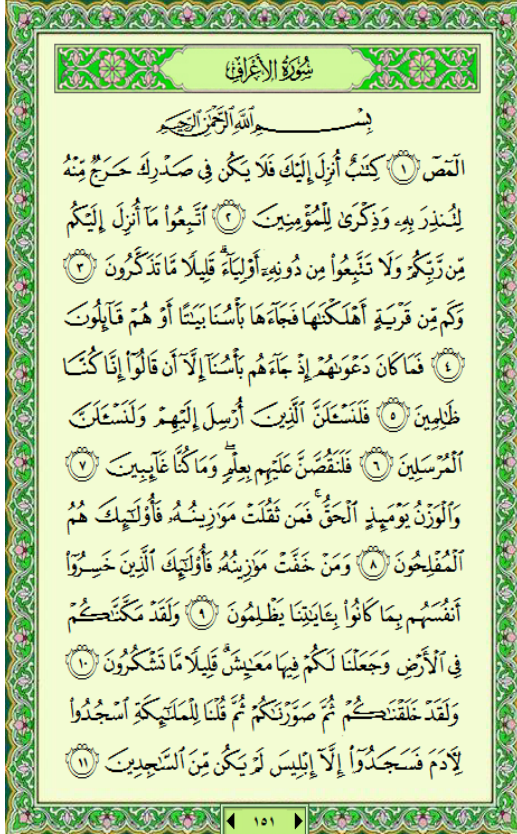 سُورَةُ الأَعْرَافِ
بِسْمِ ٱللَّهِ ٱلرَّحْمَٰنِ ٱلرَّحِيمِ
الٓمٓصٓ ۝١ كِتَٰبٌ أُنزِلَ إِلَيْكَ فَلَا يَكُن فِى صَدْرِكَ حَرَجٌ مِّنْهُ
لِتُنذِرَ بِهِۦ وَذِكْرَىٰ لِلْمُؤْمِنِينَ ۝٢ ٱتَّبِعُوا۟ مَآ أُنزِلَ إِلَيْكُم
مِّن رَّبِّكُمْ وَلَا تَتَّبِعُوا۟ مِن دُونِهِۦٓ أَوْلِيَآءَ ۗ قَلِيلًا مَّا تَذَكَّرُونَ ۝٣
وَكَم مِّن قَرْيَةٍ أَهْلَكْنَٰهَا فَجَآءَهَا بَأْسُنَا بَيَٰتًا أَوْ هُمْ قَآئِلُونَ
۝٤ فَمَا كَانَ دَعْوَىٰهُمْ إِذْ جَآءَهُم بَأْسُنَآ إِلَّآ أَن قَالُوٓا۟ إِنَّا كُنَّا
ظَٰلِمِينَ ۝٥ فَلَنَسْـَٔلَنَّ ٱلَّذِينَ أُرْسِلَ إِلَيْهِمْ وَلَنَسْـَٔلَنَّ
ٱلْمُرْسَلِينَ ۝٦ فَلَنَقُصَّنَّ عَلَيْهِم بِعِلْمٍ ۖ وَمَا كُنَّا غَآئِبِينَ ۝٧
وَٱلْوَزْنُ يَوْمَئِذٍ ٱلْحَقُّ ۚ فَمَن ثَقُلَتْ مَوَٰزِينُهُۥ فَأُو۟لَٰٓئِكَ هُمُ
ٱلْمُفْلِحُونَ ۝٨ وَمَنْ خَفَّتْ مَوَٰزِينُهُۥ فَأُو۟لَٰٓئِكَ ٱلَّذِينَ خَسِرُوٓا۟
أَنفُسَهُم بِمَا كَانُوا۟ بِـَٔايَٰتِنَا يَظْلِمُونَ ۝٩ وَلَقَدْ مَكَّنَّٰكُمْ
فِى ٱلْأَرْضِ وَجَعَلْنَا لَكُمْ فِيهَا مَعَٰيِشَ ۗ قَلِيلًا مَّا تَشْكُرُونَ ۝١٠
وَلَقَدْ خَلَقْنَٰكُمْ ثُمَّ صَوَّرْنَٰكُمْ ثُمَّ قُلْنَا لِلْمَلَٰٓئِكَةِ ٱسْجُدُوا۟
لِـَٔادَمَ فَسَجَدُوٓا۟ إِلَّآ إِبْلِيسَ لَمْ يَكُن مِّنَ ٱلسَّٰجِدِينَ ۝١١
١٥١